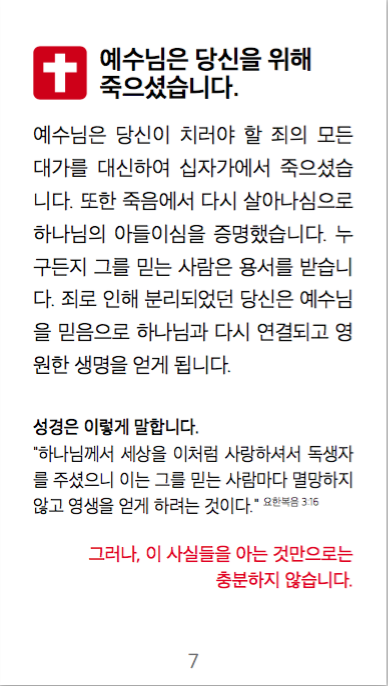 예수님은 당신을 위해
죽으셨습니다.
예수님은 당신이 치러야 할 죄의 모든
대가를 대신하여 십자가에서 죽으셨습
니다. 또한 죽음에서 다시 살아나심으로
하나님의 아들이심을 증명했습니다. 누
구든지 그를 믿는 사람은 용서를 받습니
다. 죄로 인해 분리되었던 당신은 예수님
을 믿음으로 하나님과 다시 연결되고 영
원한 생명을 얻게 됩니다.
성경은 이렇게 말합니다.
"하나님께서 세상을 이처럼 사랑하셔서 독생자
를 주셨으니 이는 그를 믿는 사람마다 멸망하지
않고 영생을 얻게 하려는 것이다." 요한복음 3:16
그러나, 이 사실들을 아는 것만으로는
충분하지 않습니다.
7